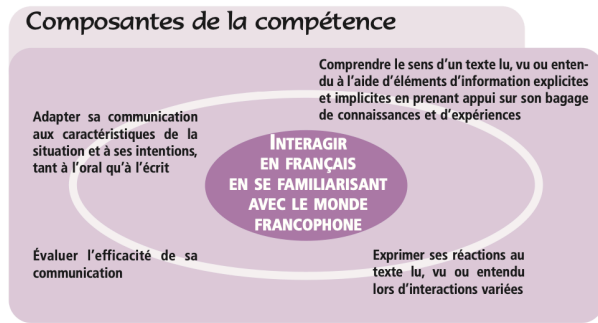 Composantes de la compétence
Comprendre le sens d'un texte lu, vu ou enten-
du à l'aide d'éléments d'information explicites
et implicites en prenant appui sur son bagage
de connaissances et d'expériences
Adapter sa communication
aux caractéristiques de la
situation et à ses intentions,
tant à l'oral qu'à l'écrit
INTERAGIR
EN FRANÇAIS
EN SE FAMILIARISANT
AVEC LE MONDE
FRANCOPHONE
Évaluer l'efficacité de sa
communication
Exprimer ses réactions au
texte lu, vu ou entendu
lors d'interactions variées